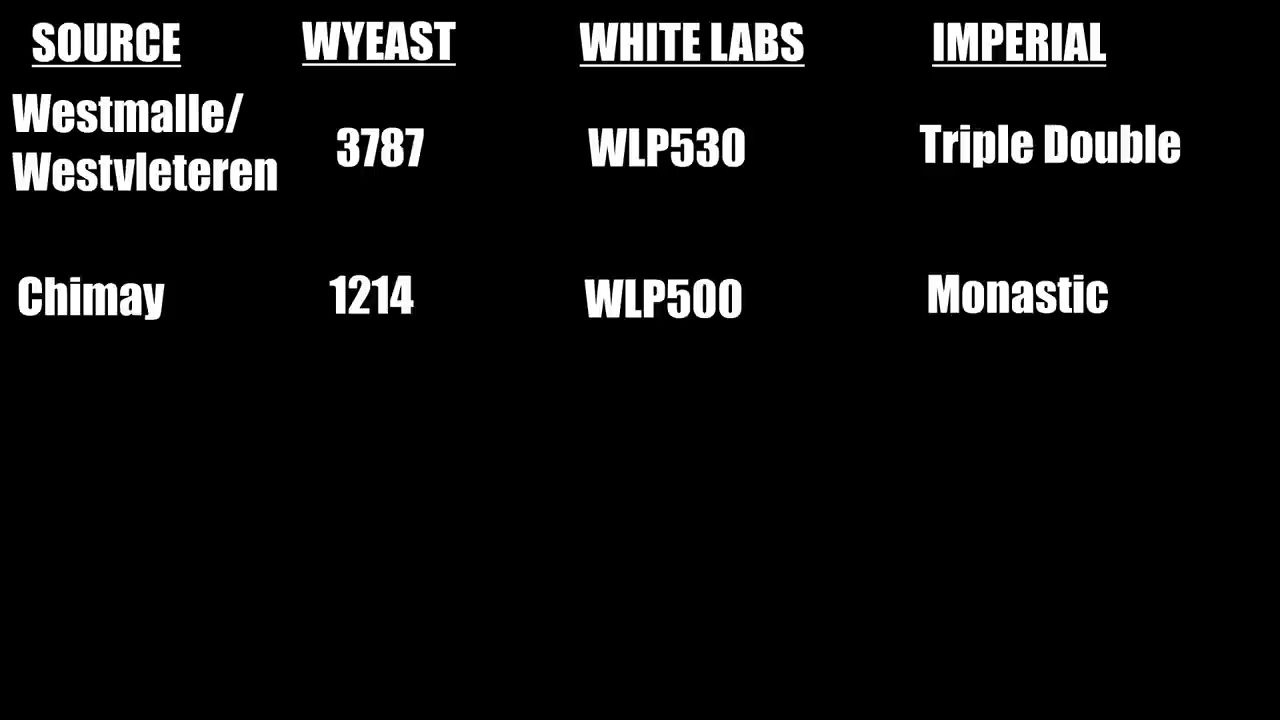 SOURCE WYEAST WHITE LABS IMPERIAL
Westmalle/
Westvleteren 3787 WLP530 Triple Double
Chimay 1214 WLP500 Monastic